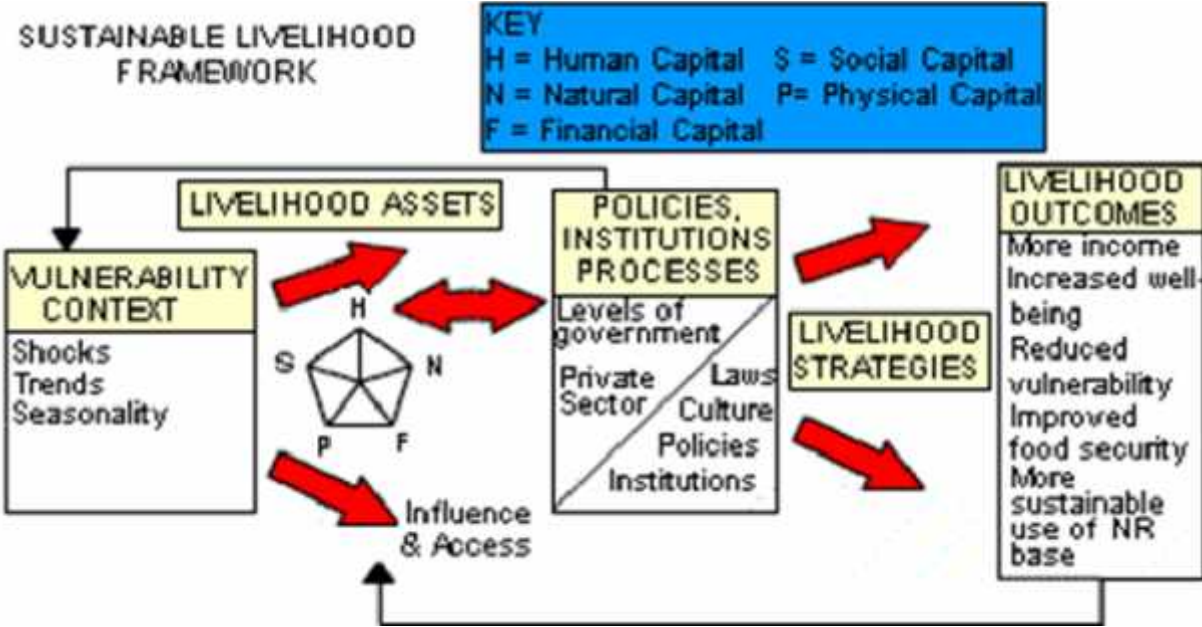 SUSTAINABLE LIVELIHOOD
FRAMEWORK
KEY
H = Human Capital S = Social Capital
N = Natural Capital P= Physical Capital
F = Financial Capital
LIVELIHOOD ASSETS
VULNERABILITY
CONTEXT
Shocks
Trends
Seasonality
H
S
N
P
F
Influence
& Access
POLICIES,
INSTITUTIONS
PROCESSES
Levels of
government
Private
Sector
Laws
Culture
Policies
Institutions
LIVELIHOOD
STRATEGIES
LIVELIHOOD
OUTCOMES
More income
Increased well-
being
Reduced
vulnerability
Improved
food security
More
sustainable
use of NR
base